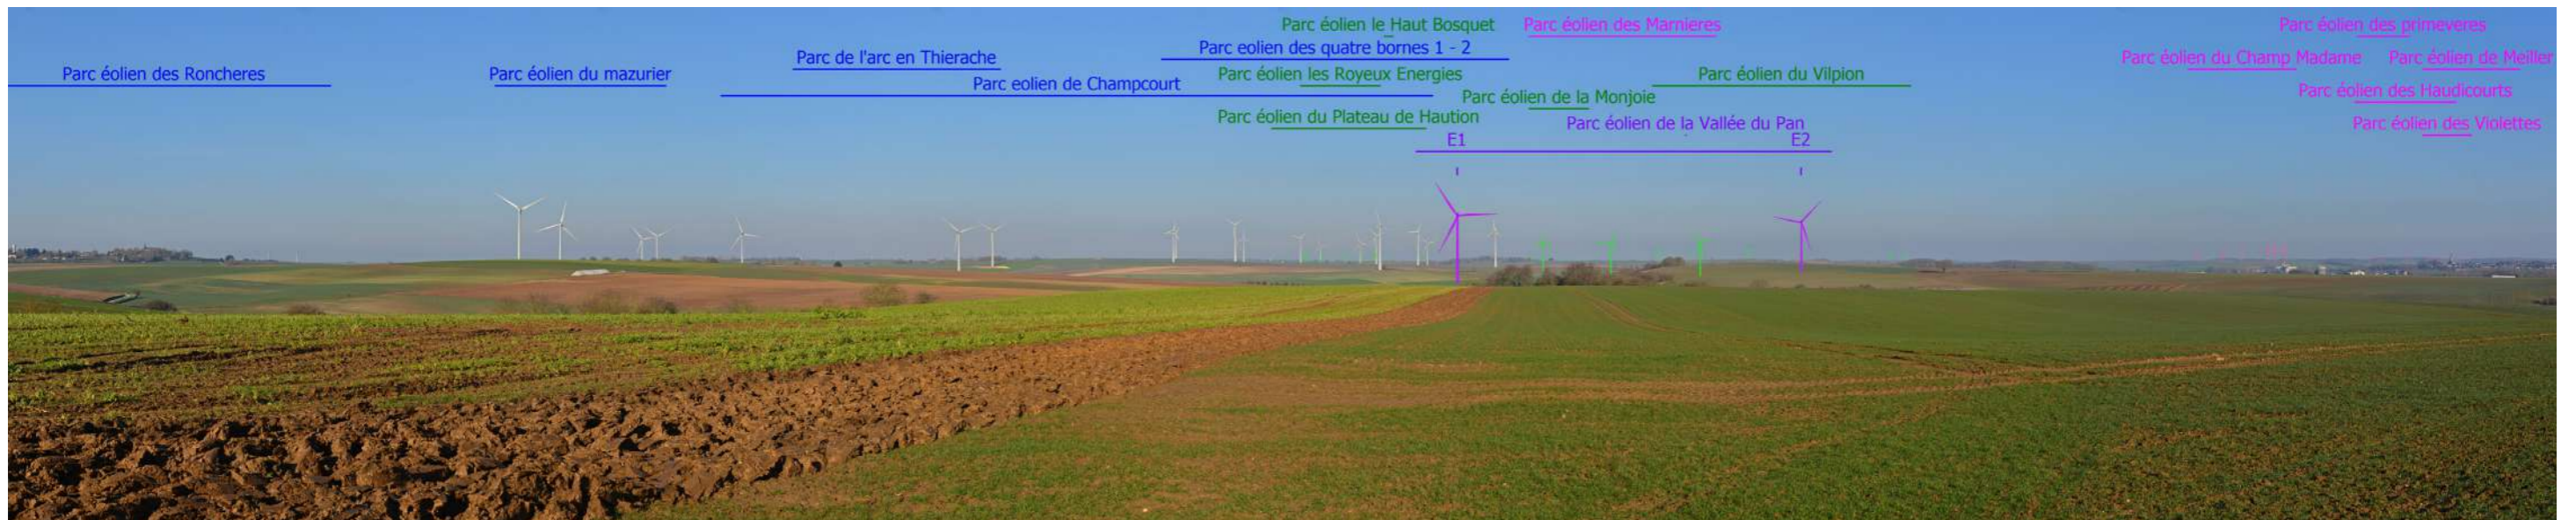 Parc éolien le Haut Bosquet
Parc éolien des Marnieres
Parc éolien des primeveres
Parc eolien des quatre bornes 1 - 2
Parc de l'arc en Thierache
Parc éolien du Champ Madame
Parc éolien de Meiller
Parc éolien des Roncheres
Parc éolien du mazurier
Parc éolien les Royeux Energies
Parc éolien du Vilpion
Parc eolien de Champcourt
Parc éolien des Haudicourts
Parc éolien de la Monjoie
Parc éolien du Plateau de Haution
Parc éolien de la Vallée du Pan
Parc éolien des Violettes
E1
E2